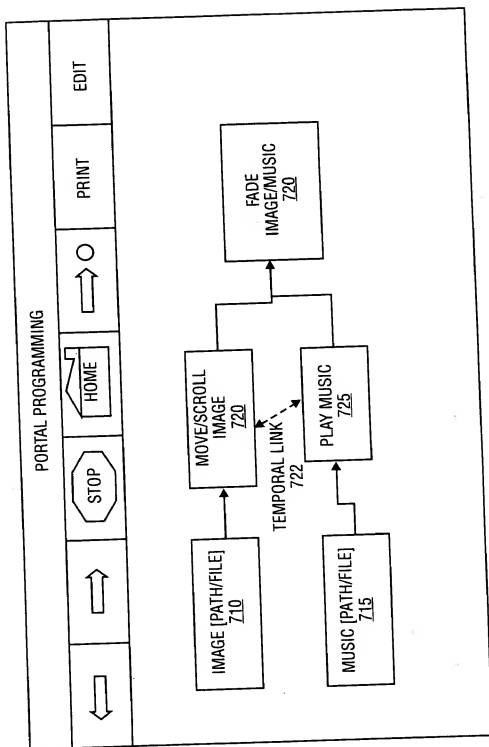 PORTAL PROGRAMMING
STOP
HOME
PRINT
EDIT
IMAGE [PATH/FILE]
710
MOVE/SCROLL
IMAGE
720
TEMPORAL LINK
722
FADE
IMAGE/MUSIC
720
MUSIC [PATH/FILE]
715
PLAY MUSIC
725